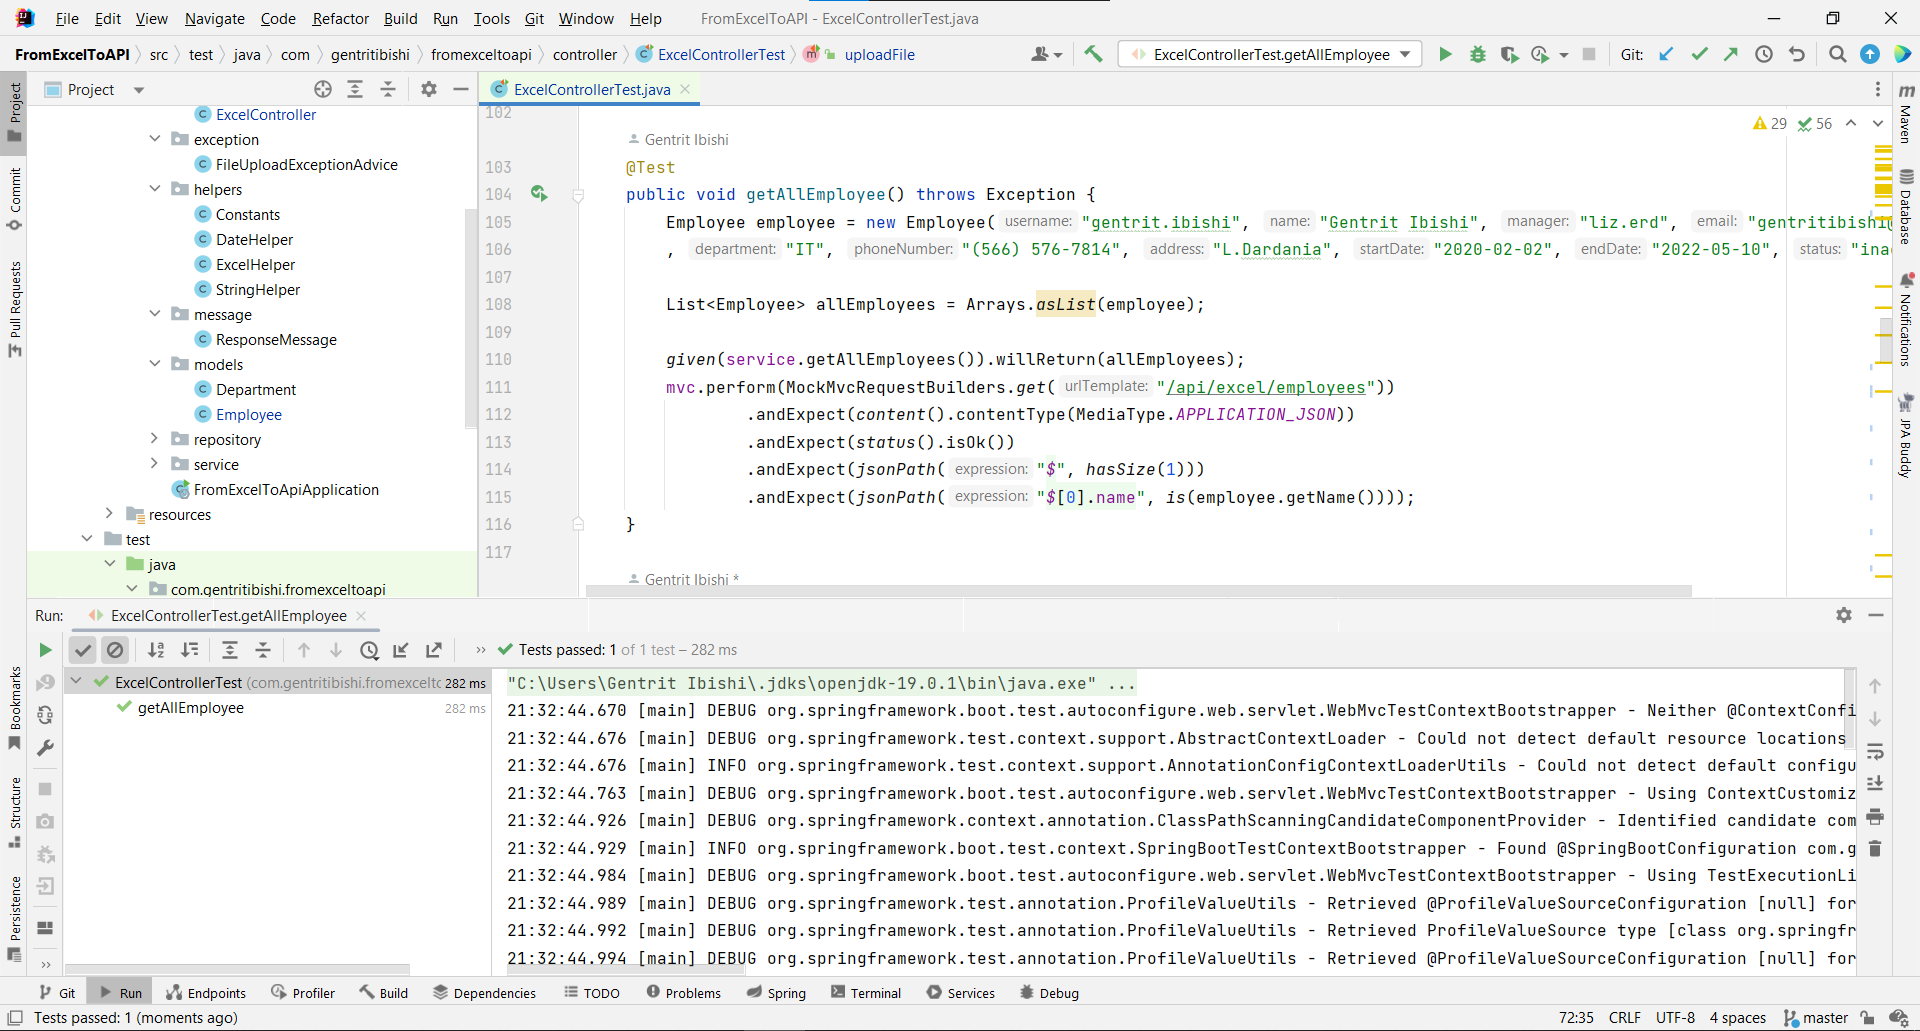 File Edit View Navigate Code Refactor Build Run Tools Git Window Help FromExcelToAPI - ExcelControllerTest.java
FromExcelToAPI src test java com gentritibishi fromexceltoapi controller ExcelControllerTest uploadFile ExcelControllerTest.getAllEmployee Git:
Project ExcelControllerTest.java
ExcelController
exception
FileUploadExceptionAdvice
helpers
Constants
DateHelper
ExcelHelper
StringHelper
message
ResponseMessage
models
Department
Employee
repository
service
FromExcelToApiApplication
resources
test
java
com.gentritibishi.fromexceltoapi
29 56
102
Gentrit Ibishi
103 @Test
104 public void getAllEmployee() throws Exception {
105 Employee employee = new Employee( username: "gentrit.ibishi", name: "Gentrit Ibishi", manager: "liz.erd", email: "gentritibishi@
106 , department: "IT", phoneNumber: "(566) 576-7814", address: "L.Dardania", startDate: "2020-02-02", endDate: "2022-05-10", status: "ina
107
108 List<Employee> allEmployees = Arrays.asList(employee);
109
110 given(service.getAllEmployees()).willReturn(allEmployees);
111 mvc.perform(MockMvcRequestBuilders.get( urlTemplate: "/api/excel/employees"))
112 .andExpect(content().contentType(MediaType.APPLICATION_JSON))
113 .andExpect(status().isOk())
114 .andExpect(jsonPath( expression: "$", hasSize(1)))
115 .andExpect(jsonPath( expression: "$[0].name", is(employee.getName())));
116 }
117
Gentrit Ibishi *
Project
Commit
Pull Requests
Bookmarks
Structure
Persistence
m
Maven
Database
Notifications
JPA Buddy
Run: ExcelControllerTest.getAllEmployee
Tests passed: 1 of 1 test – 282 ms
ExcelControllerTest (com.gentritibishi.fromexceltc 282 ms
getAllEmployee 282 ms
"C:\Users\Gentrit Ibishi\.jdks\openjdk-19.0.1\bin\java.exe" ...
21:32:44.670 [main] DEBUG org.springframework.boot.test.autoconfigure.web.servlet.WebMvcTestContextBootstrapper - Neither @ContextConfi
21:32:44.676 [main] DEBUG org.springframework.test.context.support.AbstractContextLoader - Could not detect default resource locations
21:32:44.676 [main] INFO org.springframework.test.context.support.AnnotationConfigContextLoaderUtils - Could not detect default configu
21:32:44.763 [main] DEBUG org.springframework.boot.test.autoconfigure.web.servlet.WebMvcTestContextBootstrapper - Using ContextCustomiz
21:32:44.926 [main] DEBUG org.springframework.context.annotation.ClassPathScanningCandidateComponentProvider - Identified candidate com
21:32:44.929 [main] INFO org.springframework.boot.test.context.SpringBootTestContextBootstrapper - Found @SpringBootConfiguration com.g
21:32:44.984 [main] DEBUG org.springframework.boot.test.autoconfigure.web.servlet.WebMvcTestContextBootstrapper - Using TestExecutionLi
21:32:44.989 [main] DEBUG org.springframework.test.annotation.ProfileValueUtils - Retrieved @ProfileValueSourceConfiguration [null] for
21:32:44.992 [main] DEBUG org.springframework.test.annotation.ProfileValueUtils - Retrieved ProfileValueSource type [class org.springfr
21:32:44.994 [main] DEBUG org.springframework.test.annotation.ProfileValueUtils - Retrieved @ProfileValueSourceConfiguration [null] for
Git Run Endpoints Profiler Build Dependencies TODO Problems Spring Terminal Services Debug
Tests passed: 1 (moments ago) 72:35 CRLF UTF-8 4 spaces master